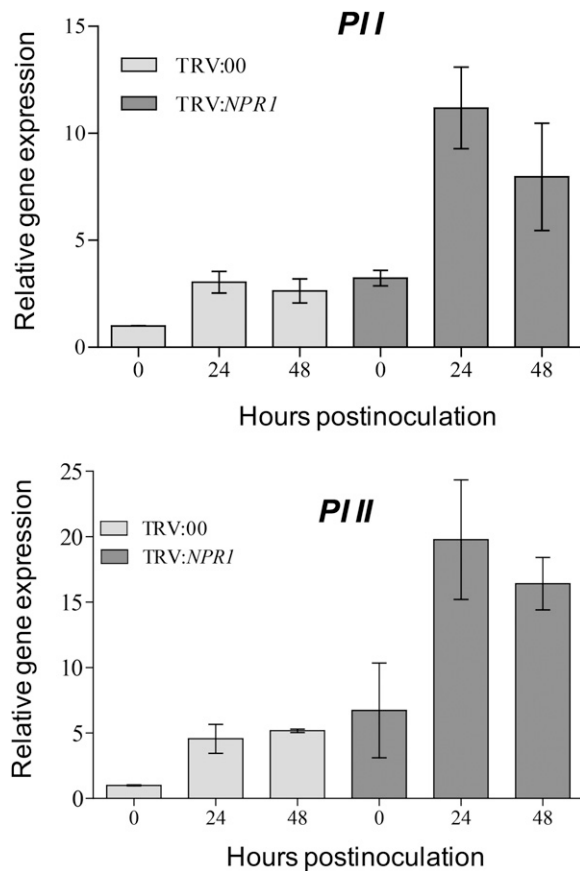 PI I
Relative gene expression
15
10
5
0
TRV:00
TRV:NPR1
0 24 48 0 24 48
Hours postinoculation
PI II
Relative gene expression
25
20
15
10
5
0
TRV:00
TRV:NPR1
0 24 48 0 24 48
Hours postinoculation